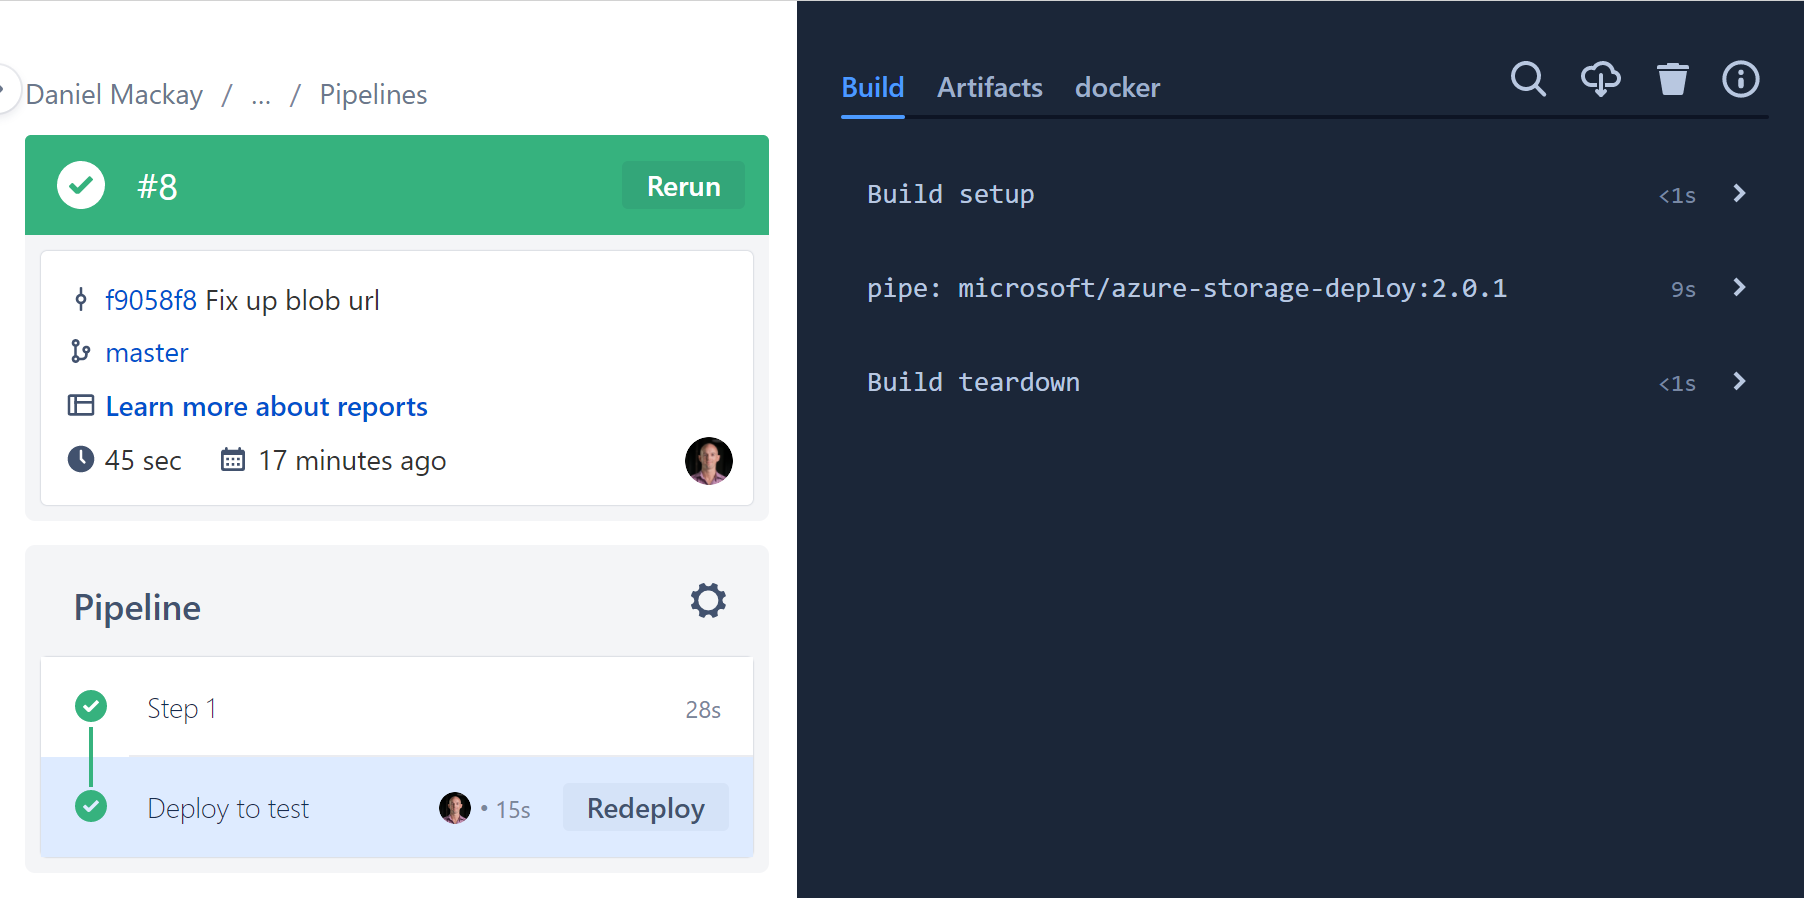 Daniel Mackay / ... / Pipelines
#8
Rerun
f9058f8 Fix up blob url
master
Learn more about reports
45 sec 17 minutes ago
Pipeline
Step 1 28s
Deploy to test • 15s Redeploy
Build Artifacts docker
Build setup <1s
pipe: microsoft/azure-storage-deploy:2.0.1 9s
Build teardown <1s